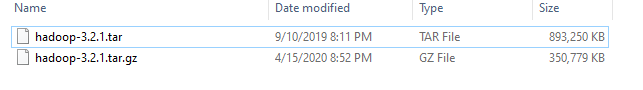 Name Date modified Type Size
hadoop-3.2.1.tar 9/10/2019 8:11 PM TAR File 893,250 KB
hadoop-3.2.1.tar.gz 4/15/2020 8:52 PM GZ File 350,779 KB